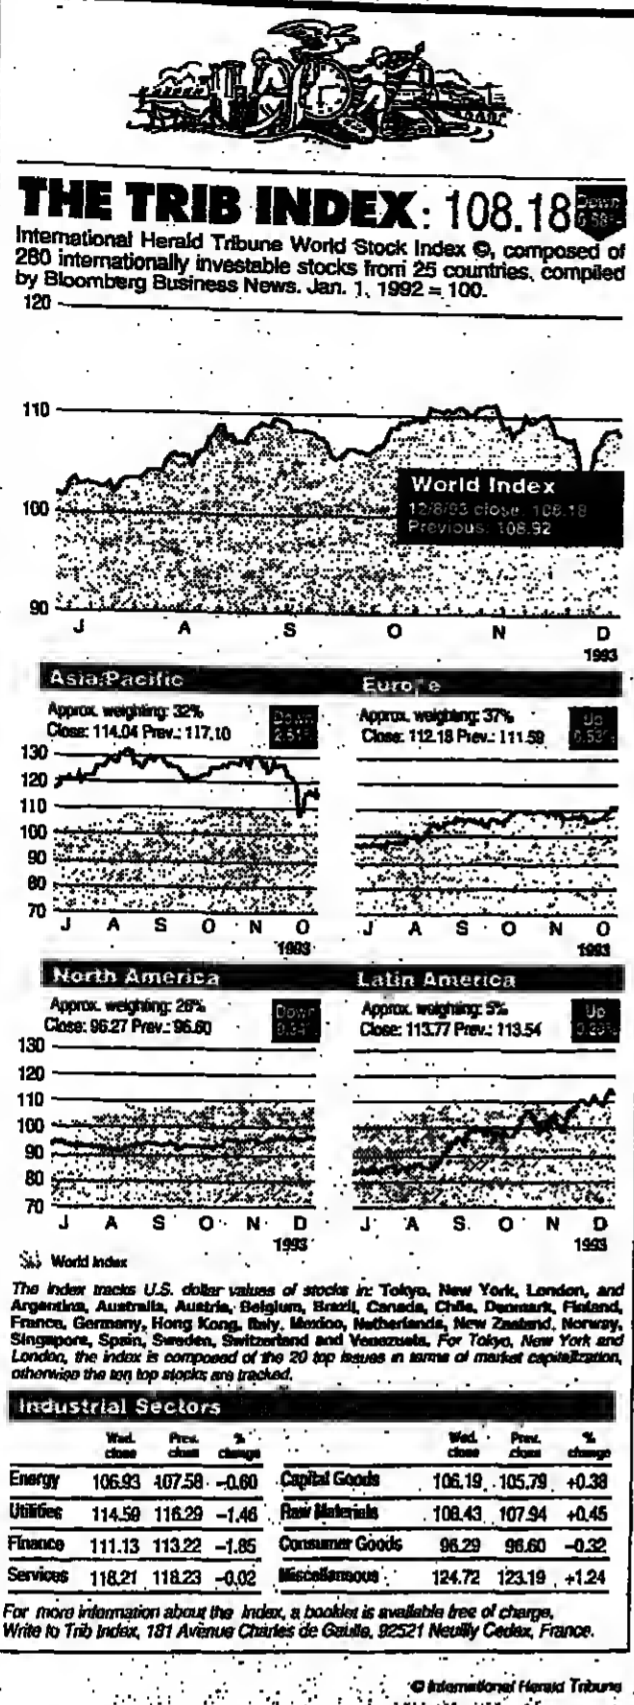 THE TRIB INDEX: 108.18 Down
International Herald Tribune World Stock Index ©, composed of
280 internationally investable stocks from 25 countries, compiled
by Bloomberg Business News. Jan. 1, 1992 = 100.
120
110
World Index
12/8/93 close: 108.18
Previous: 108.92
100
90
J A S O N D
1993
Asia/Pacific
Approx. weighting: 32%
Close: 114.04 Prev.: 117.10
Down
2.61%
130
120
110
100
90
80
70
J A S O N O
1993
Euro e
Approx. weighting: 37%
Close: 112.18 Prev.: 111.59
Up
0.53%
J A S O N O
1993
North America
Approx. weighting: 26%
Close: 96.27 Prev.: 96.60
Down
0.34
130
120
110
100
90
80
70
J A S O N D
1993
Latin America
Approx. weighting: 5%
Close: 113.77 Prev.: 113.54
Up
J A S O N D
1993
World Index
The index tracks U.S. dollar values of stocks in: Tokyo, New York, London, and
Argentina, Australia, Austria, Belgium, Brazil, Canada, Chile, Denmark, Finland,
France, Germany, Hong Kong, Italy, Mexico, Netherlands, New Zealand, Norway,
Singapore, Spain, Sweden, Switzerland and Venezuela. For Tokyo, New York and
London, the index is composed of the 20 top issues in terms of market capitalization,
otherwise the ten top stocks are tracked.
Industrial Sectors
Wed. Prev. % Wed. Prev. %
close close change close close change
Energy 106.93 107.58 -0.60 Capital Goods 106.19 105.79 +0.38
Utilities 114.59 116.29 -1.46 Raw Materials 108.43 107.94 +0.45
Finance 111.13 113.22 -1.85 Consumer Goods 96.29 96.60 -0.32
Services 118.21 118.23 -0.02 Miscellaneous 124.72 123.19 +1.24
For more information about the Index, a booklet is available free of charge.
Write to Trib Index, 181 Avenue Charles de Gaulle, 92521 Neuilly Cedex, France.
© International Herald Tribune